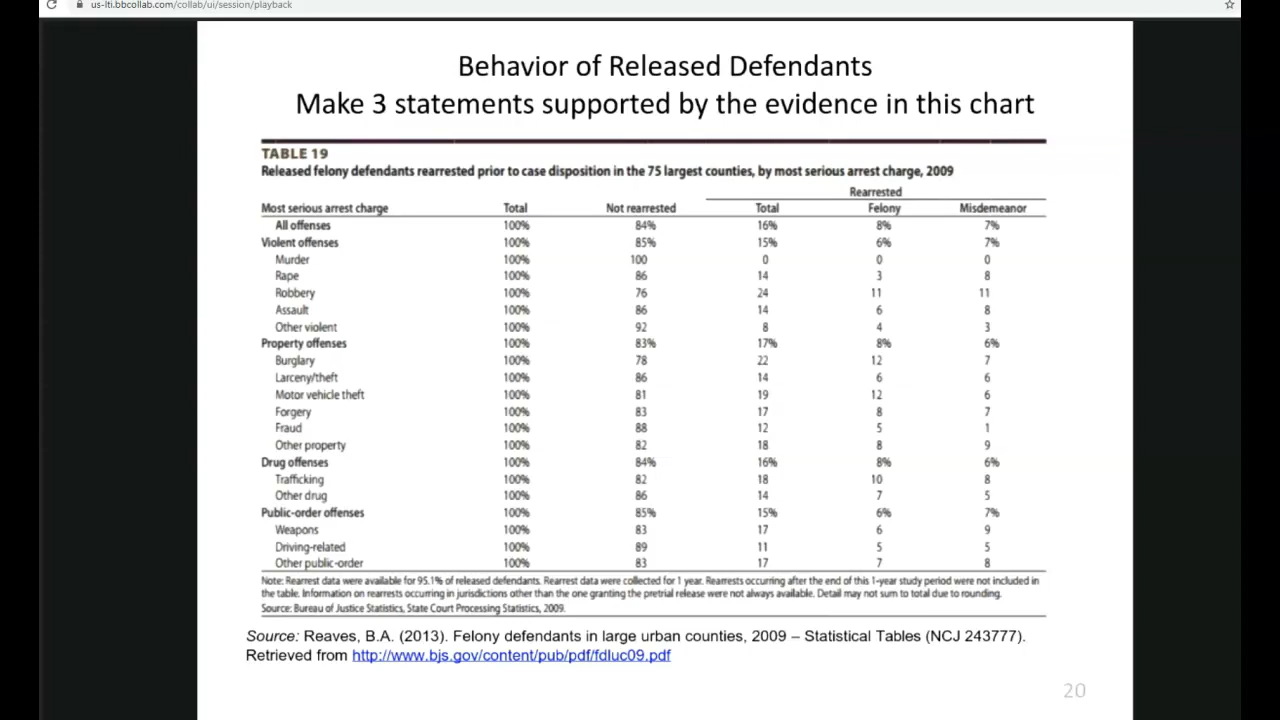 us-lti.bbcollab.com/collab/ui/session/playback
Behavior of Released Defendants
Make 3 statements supported by the evidence in this chart
TABLE 19
Released felony defendants rearrested prior to case disposition in the 75 largest counties, by most serious arrest charge, 2009
Rearrested
Most serious arrest charge Total Not rearrested Total Felony Misdemeanor
All offenses 100% 84% 16% 8% 7%
Violent offenses 100% 85% 15% 6% 7%
Murder 100% 100 0 0 0
Rape 100% 86 14 3 8
Robbery 100% 76 24 11 11
Assault 100% 86 14 6 8
Other violent 100% 92 8 4 3
Property offenses 100% 83% 17% 8% 6%
Burglary 100% 78 22 12 7
Larceny/theft 100% 86 14 6 6
Motor vehicle theft 100% 81 19 12 6
Forgery 100% 83 17 8 7
Fraud 100% 88 12 5 1
Other property 100% 82 18 8 9
Drug offenses 100% 84% 16% 8% 6%
Trafficking 100% 82 18 10 8
Other drug 100% 86 14 7 5
Public-order offenses 100% 85% 15% 6% 7%
Weapons 100% 83 17 6 9
Driving-related 100% 89 11 5 5
Other public-order 100% 83 17 7 8
Note: Rearrest data were available for 95.1% of released defendants. Rearrest data were collected for 1 year. Rearrests occurring after the end of this 1-year study period were not included in
the table. Information on rearrests occurring in jurisdictions other than the one granting the pretrial release were not always available. Detail may not sum to total due to rounding.
Source: Bureau of Justice Statistics, State Court Processing Statistics, 2009.
Source: Reaves, B.A. (2013). Felony defendants in large urban counties, 2009 – Statistical Tables (NCJ 243777).
Retrieved from http://www.bjs.gov/content/pub/pdf/fdluc09.pdf
20